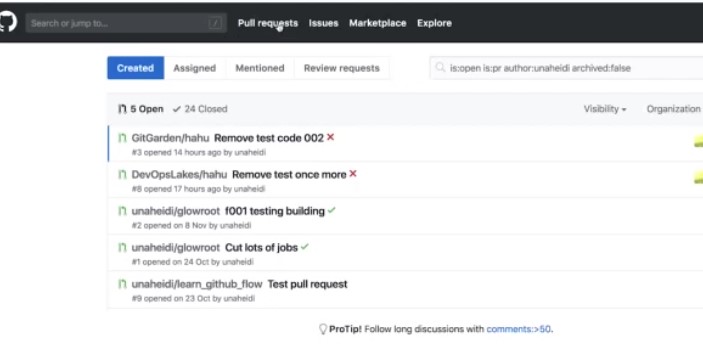 Search or jump to... / Pull requests Issues Marketplace Explore
Created Assigned Mentioned Review requests is:open is:pr author:unaheidi archived:false
5 Open 24 Closed Visibility Organization
GitGarden/hahu Remove test code 002
#3 opened 14 hours ago by unaheidi
DevOpsLakes/hahu Remove test once more
#8 opened 17 hours ago by unaheidi
unaheidi/glowroot f001 testing building
#2 opened on 8 Nov by unaheidi
unaheidi/glowroot Cut lots of jobs
#1 opened on 24 Oct by unaheidi
unaheidi/learn_github_flow Test pull request
#9 opened on 23 Oct by unaheidi
ProTip! Follow long discussions with comments:>50.